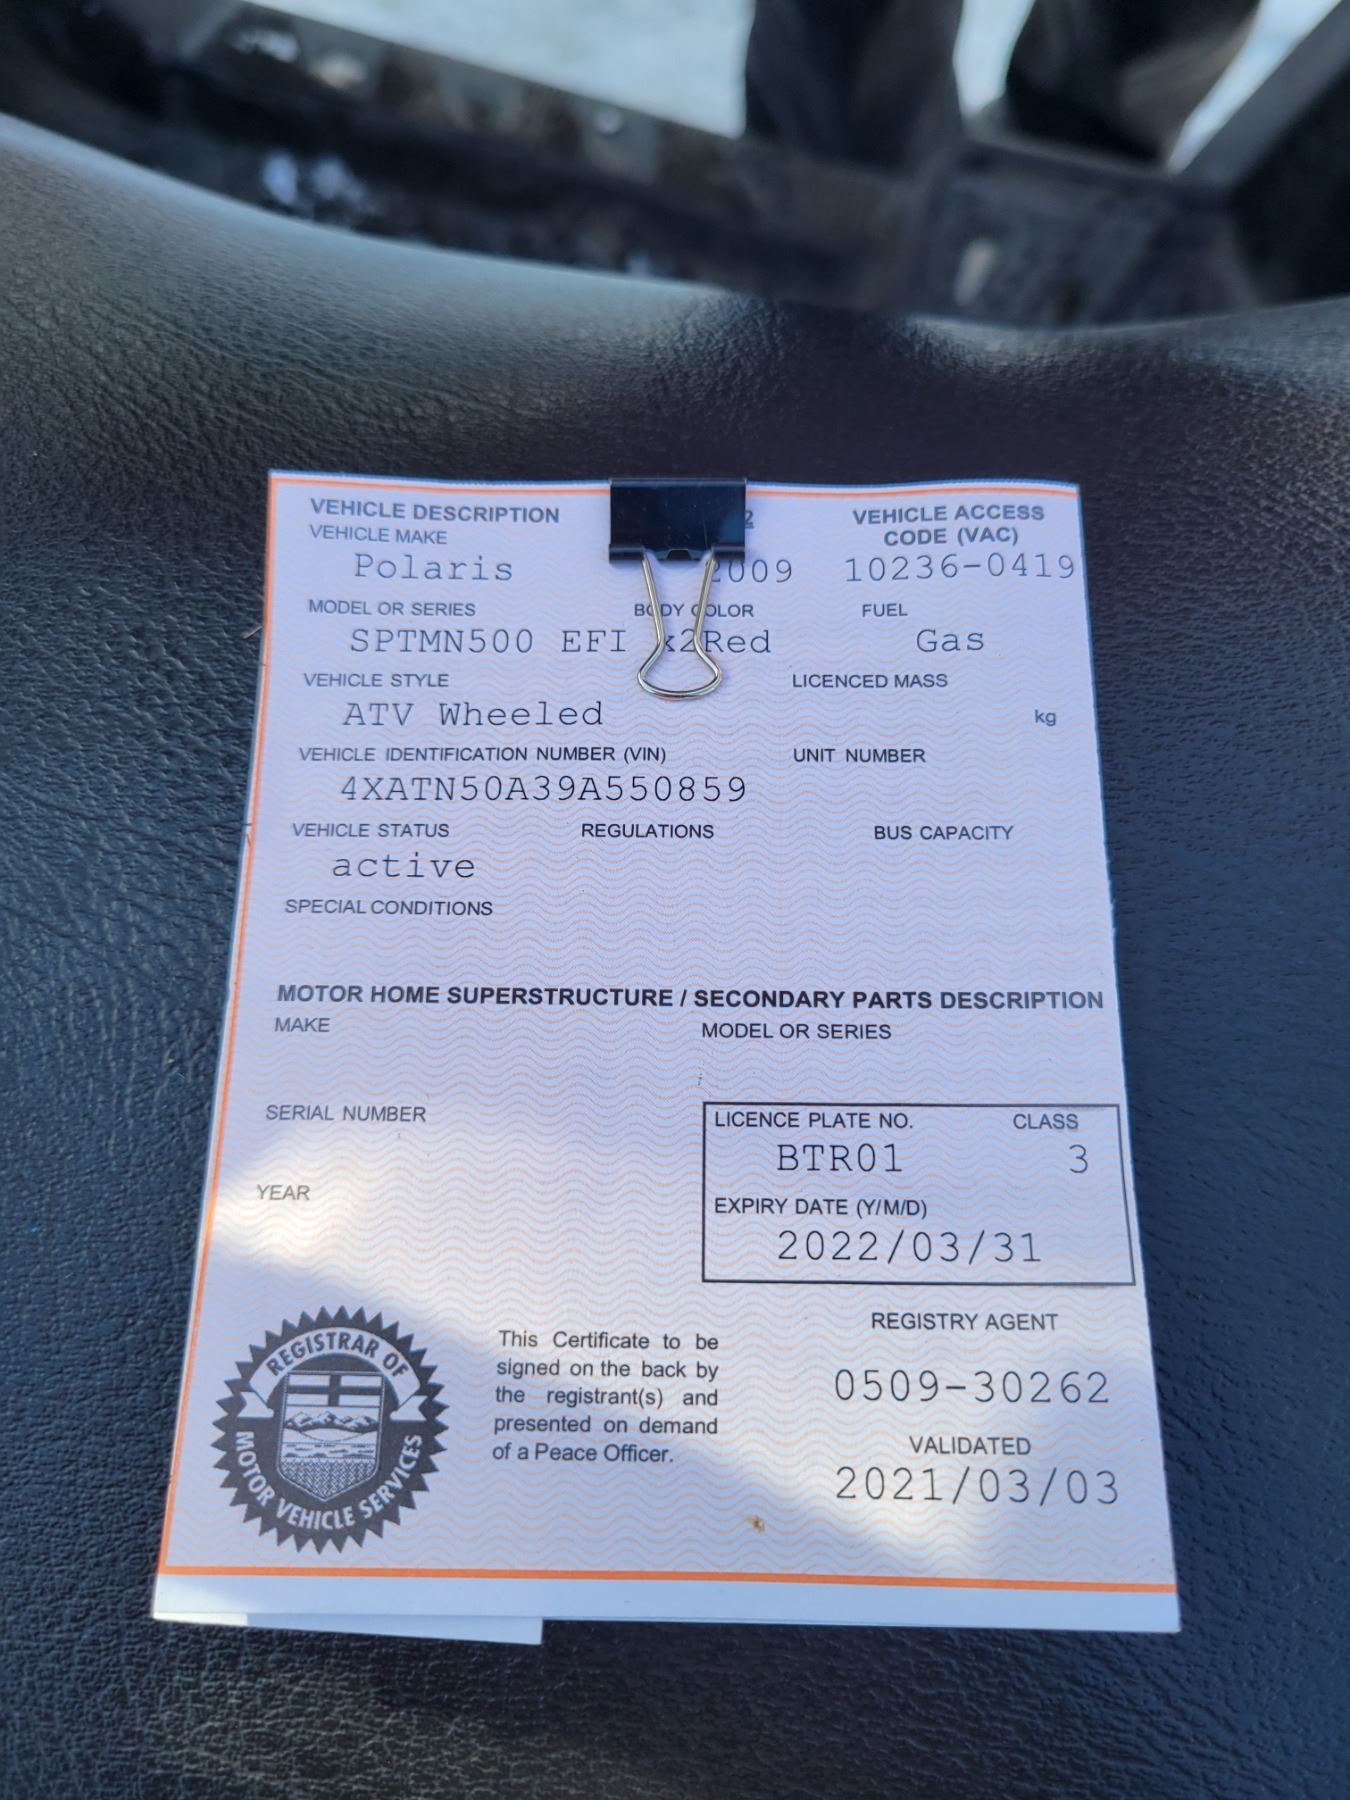 VEHICLE DESCRIPTION 2 VEHICLE ACCESS
VEHICLE MAKE CODE (VAC)
Polaris 2009 10236-0419
MODEL OR SERIES BODY COLOR FUEL
SPTMN500 EFI x2Red Gas
VEHICLE STYLE LICENCED MASS
ATV Wheeled kg
VEHICLE IDENTIFICATION NUMBER (VIN) UNIT NUMBER
4XATN50A39A550859
VEHICLE STATUS REGULATIONS BUS CAPACITY
active
SPECIAL CONDITIONS
MOTOR HOME SUPERSTRUCTURE / SECONDARY PARTS DESCRIPTION
MAKE MODEL OR SERIES
SERIAL NUMBER
LICENCE PLATE NO. CLASS
BTR01 3
YEAR
EXPIRY DATE (Y/M/D)
2022/03/31
REGISTRAR OF
MOTOR VEHICLE SERVICES
This Certificate to be
signed on the back by
the registrant(s) and
presented on demand
of a Peace Officer.
REGISTRY AGENT
0509-30262
VALIDATED
2021/03/03